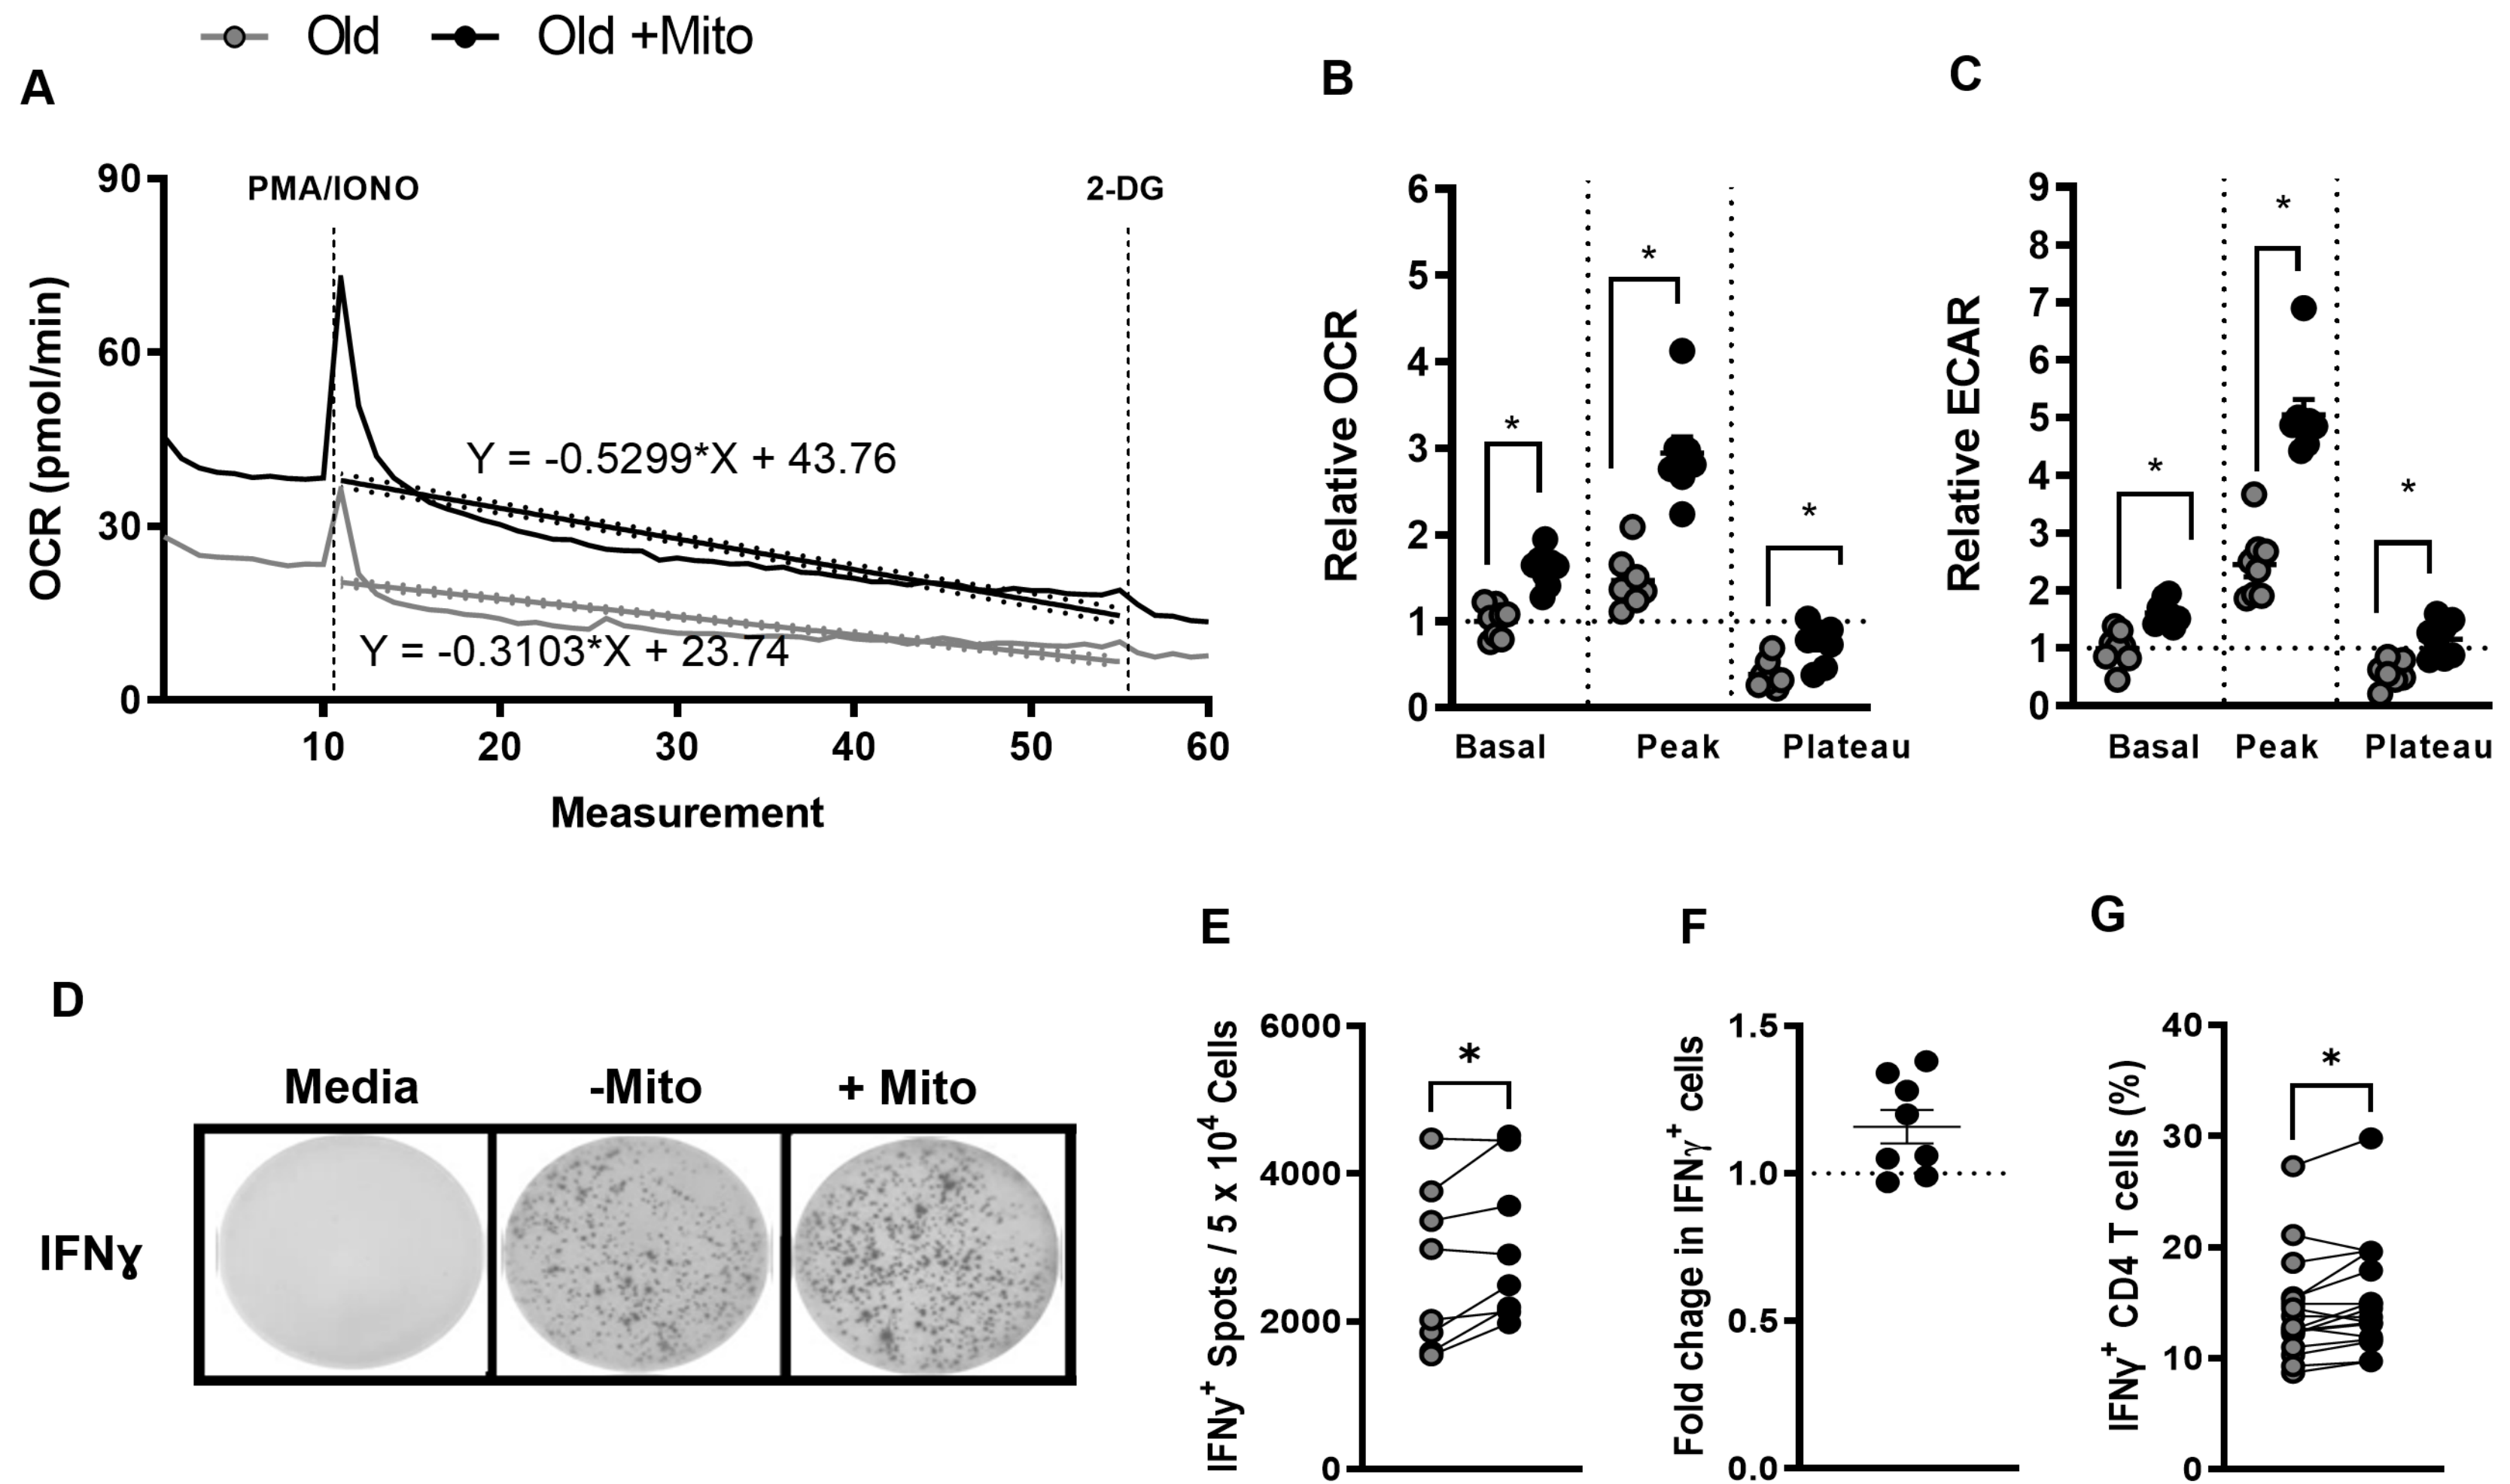 Old
Old +Mito
A
OCR (pmol/min)
90
60
30
0
PMA/IONO
2-DG
Y = -0.5299*X + 43.76
Y = -0.3103*X + 23.74
10 20 30 40 50 60
Measurement
B
Relative OCR
6
5
4
3
2
1
0
*
*
*
Basal Peak Plateau
C
Relative ECAR
9
8
7
6
5
4
3
2
1
0
*
*
*
Basal Peak Plateau
D
Media -Mito + Mito
IFNɣ
E
IFNγ⁺ Spots / 5 x 10⁴ Cells
6000
4000
2000
0
*
F
Fold chage in IFNγ⁺ cells
1.5
1.0
0.5
0.0
G
IFNγ⁺ CD4 T cells (%)
40
30
20
10
0
*